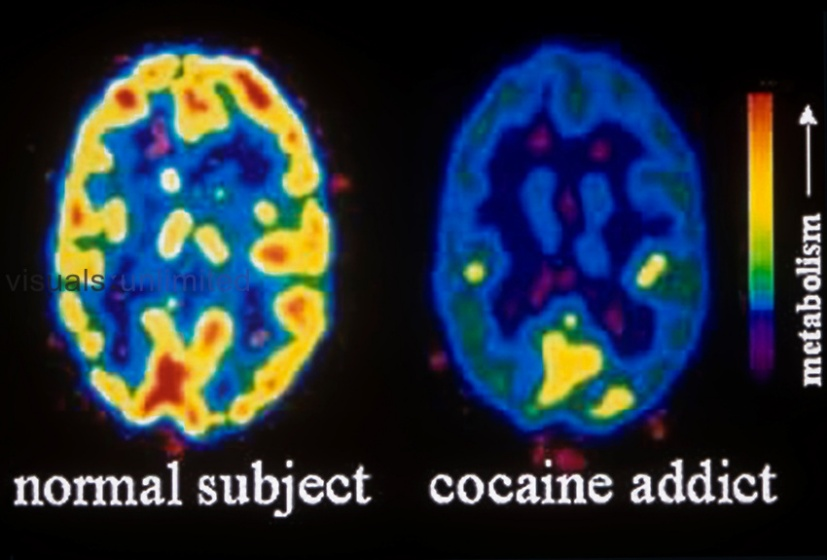 visuals unlimited
normal subject
cocaine addict
metabolism